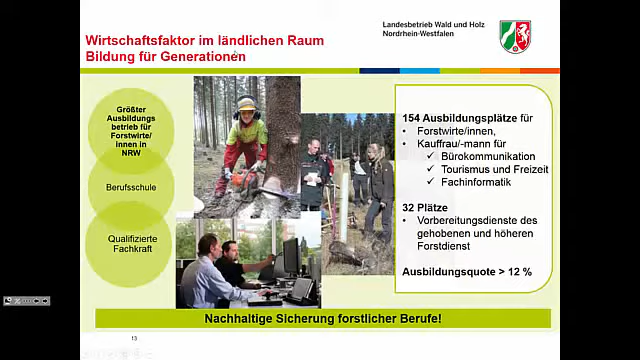 Landesbetrieb Wald und Holz
Nordrhein-Westfalen
Wirtschaftsfaktor im ländlichen Raum
Bildung für Generationen
Größter
Ausbildungs
betrieb für
Forstwirte/
innen in
NRW
Berufsschule
Qualifizierte
Fachkraft
154 Ausbildungsplätze für
• Forstwirte/innen,
• Kauffrau/-mann für
✓ Bürokommunikation
✓ Tourismus und Freizeit
✓ Fachinformatik
32 Plätze
• Vorbereitungsdienste des
gehobenen und höheren
Forstdienst
Ausbildungsquote > 12 %
Nachhaltige Sicherung forstlicher Berufe!
13